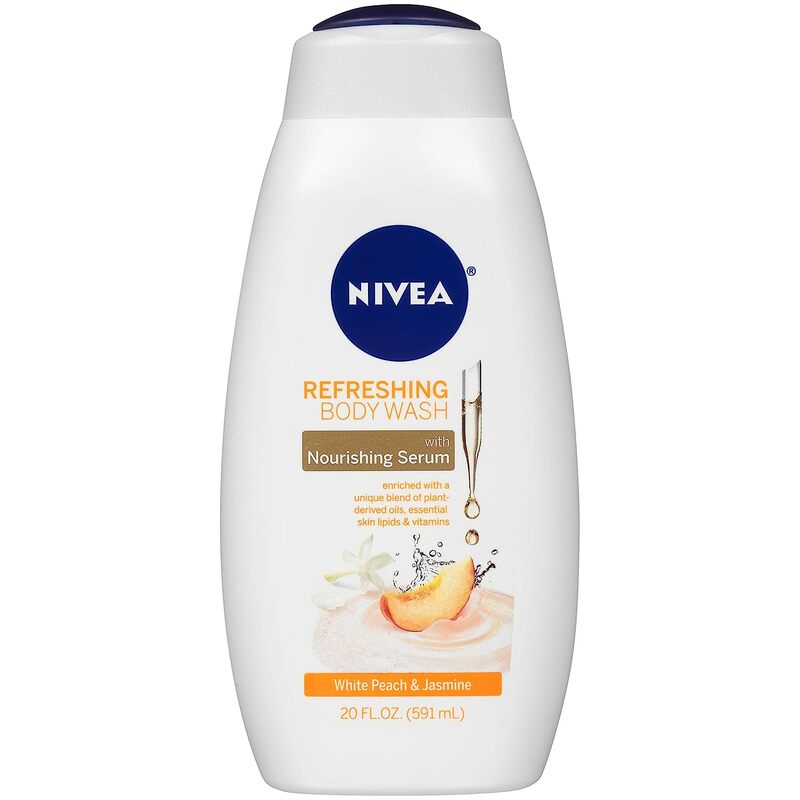 NIVEA®
REFRESHING
BODY WASH
with
Nourishing Serum
enriched with a
unique blend of plant-
derived oils, essential
skin lipids & vitamins
White Peach & Jasmine
20 FL.OZ. (591 mL)